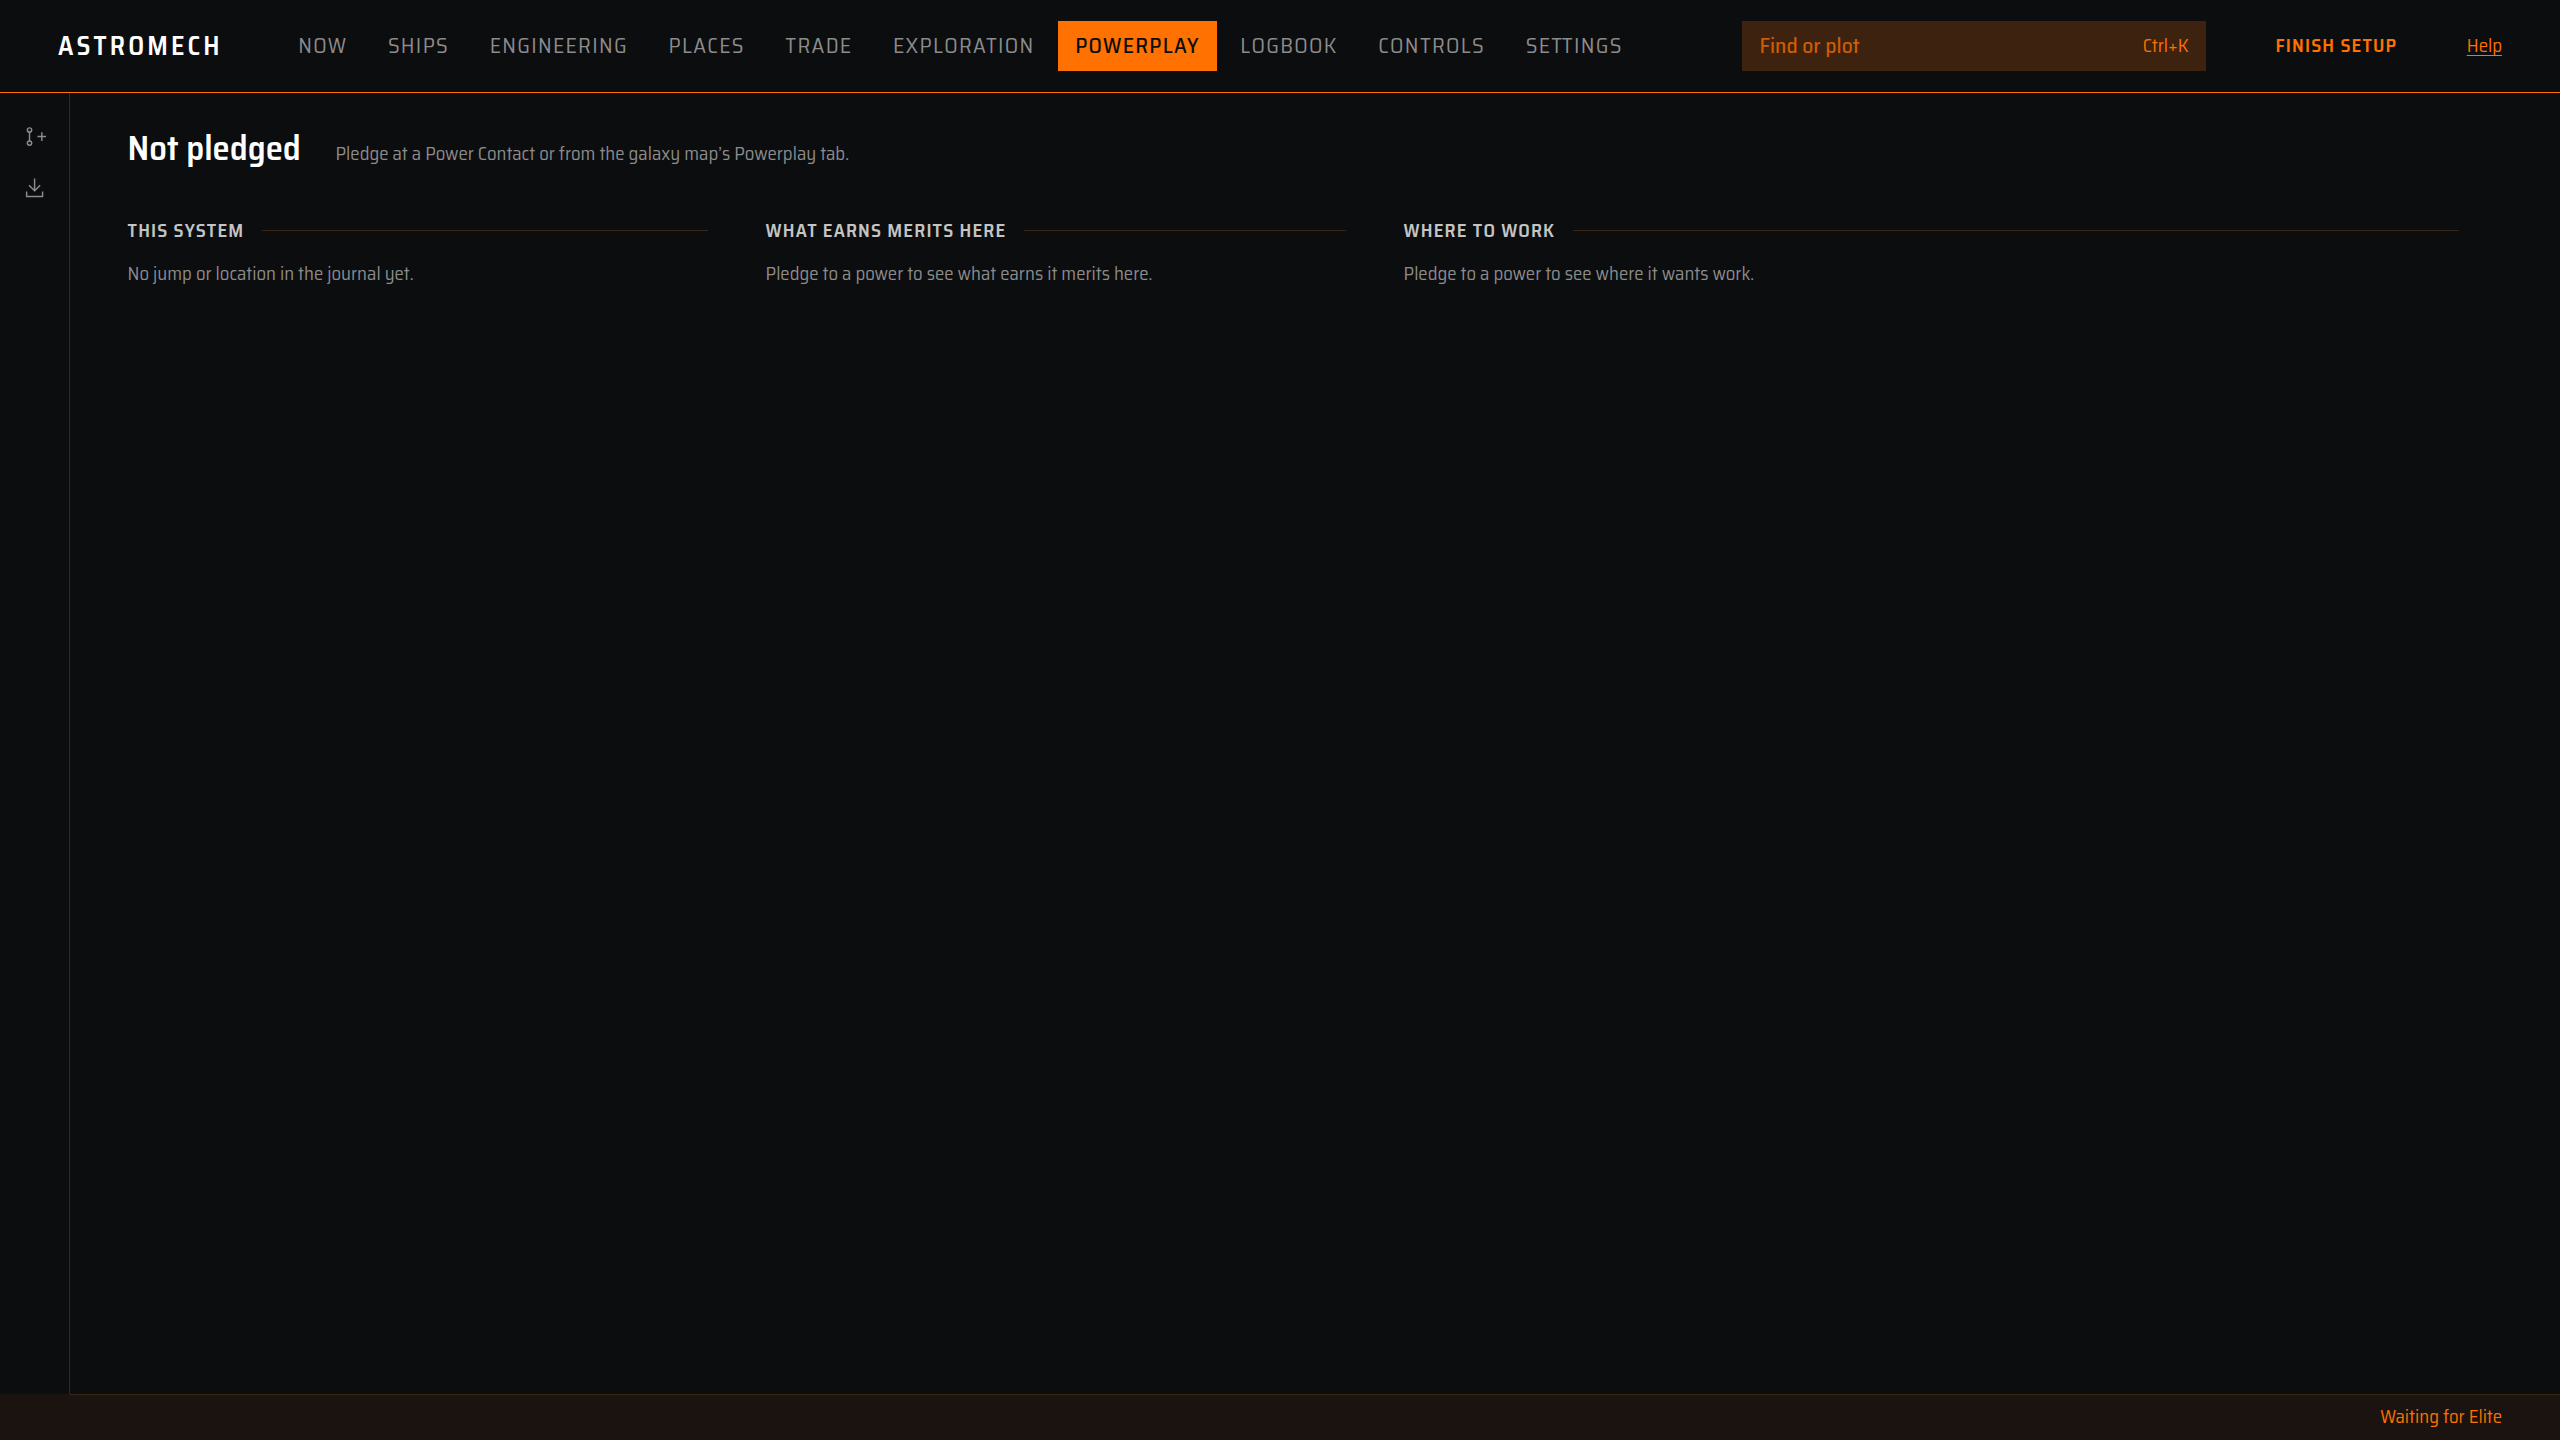 ASTROMECH NOW SHIPS ENGINEERING PLACES TRADE EXPLORATION POWERPLAY LOGBOOK CONTROLS SETTINGS Find or plot Ctrl+K FINISH SETUP Help
Not pledged Pledge at a Power Contact or from the galaxy map’s Powerplay tab.
THIS SYSTEM
No jump or location in the journal yet.
WHAT EARNS MERITS HERE
Pledge to a power to see what earns it merits here.
WHERE TO WORK
Pledge to a power to see where it wants work.
Waiting for Elite